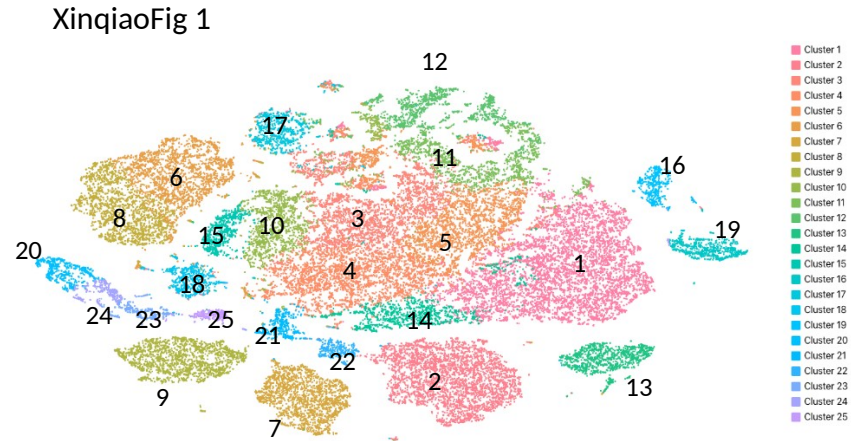 XinqiaoFig 1
12
17
11
16
6
8
15
10
3
5
19
20
18
4
1
24
23
25
21
14
22
2
13
9
7
Cluster 1
Cluster 2
Cluster 3
Cluster 4
Cluster 5
Cluster 6
Cluster 7
Cluster 8
Cluster 9
Cluster 10
Cluster 11
Cluster 12
Cluster 13
Cluster 14
Cluster 15
Cluster 16
Cluster 17
Cluster 18
Cluster 19
Cluster 20
Cluster 21
Cluster 22
Cluster 23
Cluster 24
Cluster 25